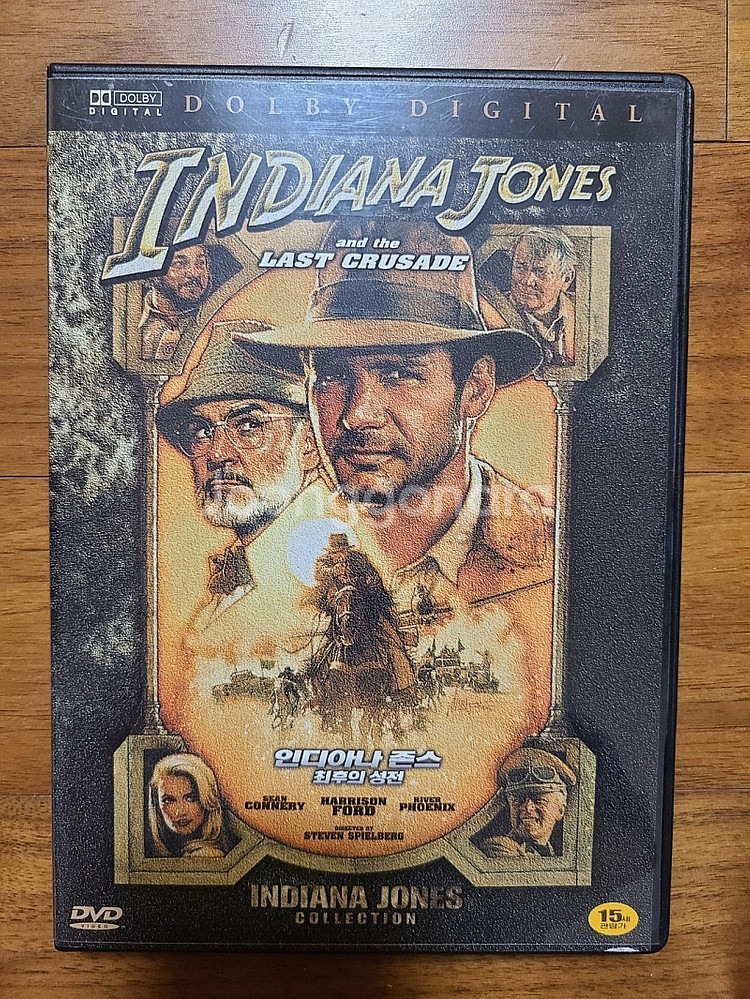 DOLBY
DIGITAL
DOLBY DIGITAL
INDIANA JONES
and the
LAST CRUSADE
joonggonara
인디아나 존스
최후의 성전
SEAN CONNERY
HARRISON FORD
RIVER PHOENIX
DIRECTED BY
STEVEN SPIELBERG
INDIANA JONES
COLLECTION
DVD
VIDEO
15세
관람가